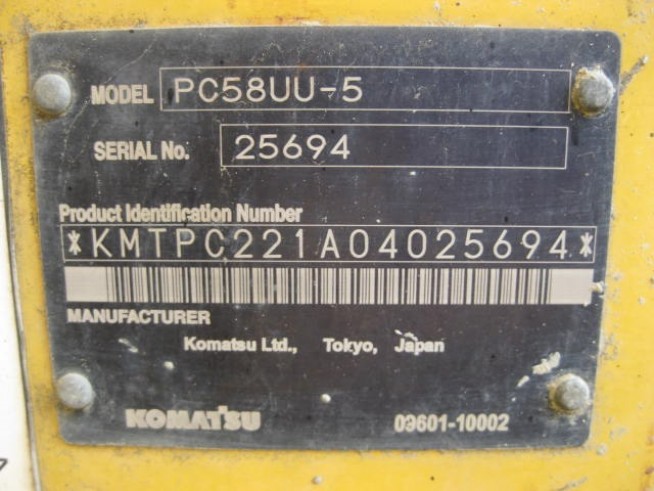 MODEL PC58UU-5
SERIAL No. 25694
Product Identification Number
*KMTPC221A04025694*
MANUFACTURER
Komatsu Ltd., Tokyo, Japan
KOMATSU 09601-10002